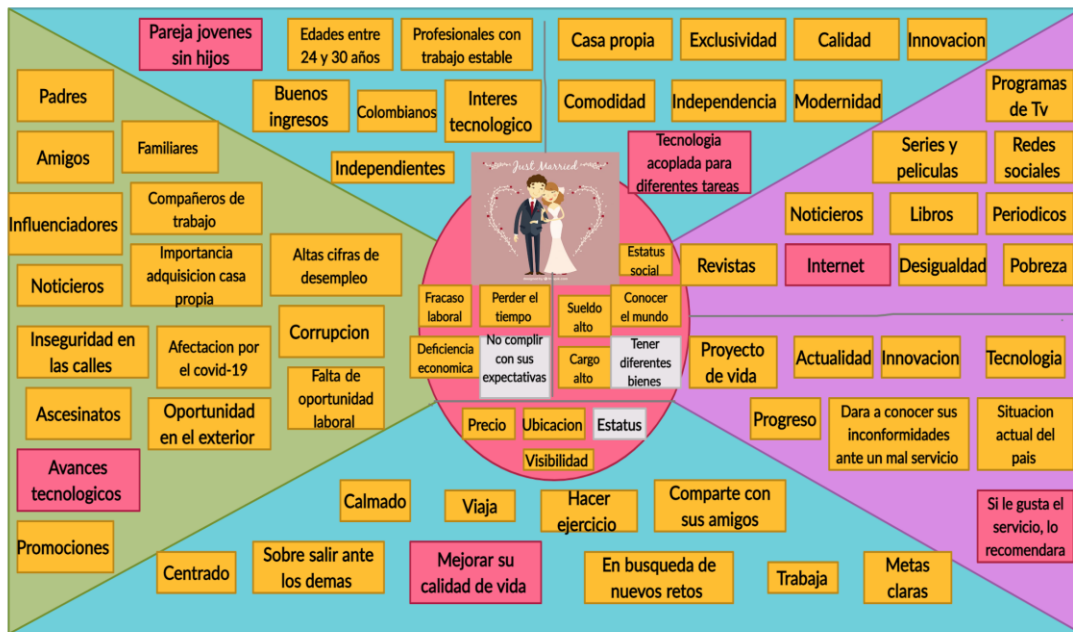 Pareja jovenes
sin hijos
Edades entre
24 y 30 años
Profesionales con
trabajo estable
Buenos
ingresos
Colombianos
Interes
tecnologico
Independientes
Casa propia
Exclusividad
Calidad
Innovacion
Comodidad
Independencia
Modernidad
Tecnologia
acoplada para
diferentes tareas
Padres
Amigos
Familiares
Influenciadores
Compañeros de
trabajo
Noticieros
Importancia
adquisicion casa
propia
Altas cifras de
desempleo
Inseguridad en
las calles
Afectacion por
el covid-19
Corrupcion
Ascesinatos
Oportunidad
en el exterior
Falta de
oportunidad
laboral
Avances
tecnologicos
Promociones
Just Married
Estatus
social
Fracaso
laboral
Perder el
tiempo
Sueldo
alto
Conocer
el mundo
Deficiencia
economica
No complir
con sus
expectativas
Cargo
alto
Tener
diferentes
bienes
Precio
Ubicacion
Estatus
Visibilidad
Programas
de Tv
Series y
peliculas
Redes
sociales
Noticieros
Libros
Periodicos
Revistas
Internet
Desigualdad
Pobreza
Proyecto
de vida
Actualidad
Innovacion
Tecnologia
Progreso
Dara a conocer sus
inconformidades
ante un mal servicio
Situacion
actual del
pais
Si le gusta el
servicio, lo
recomendara
Calmado
Viaja
Hacer
ejercicio
Comparte con
sus amigos
Centrado
Sobre salir ante
los demas
Mejorar su
calidad de vida
En busqueda de
nuevos retos
Trabaja
Metas
claras